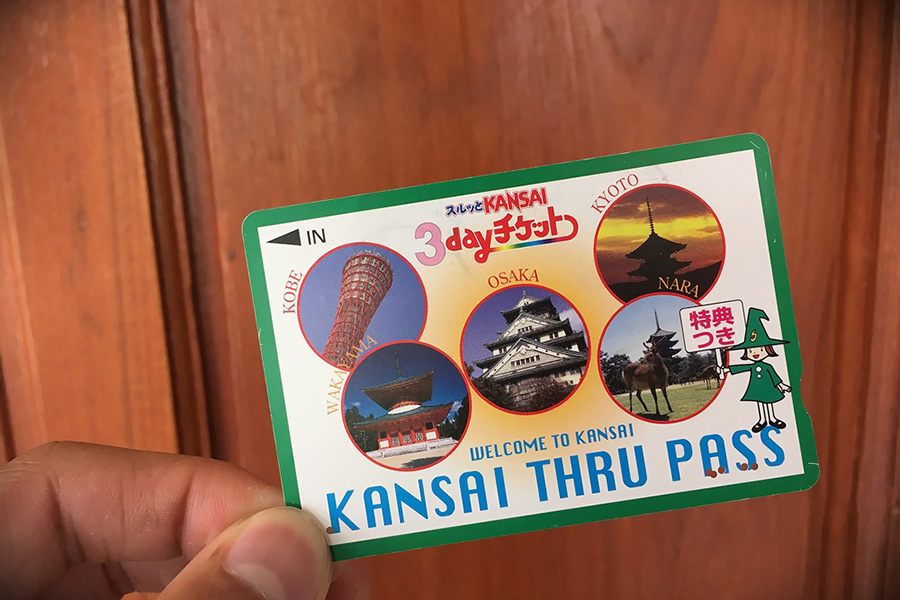 IN
スルッとKANSAI
3dayチケット
KOBE
OSAKA
KYOTO
WAKAYAMA
NARA
特典
つき
WELCOME TO KANSAI
KANSAI THRU PASS